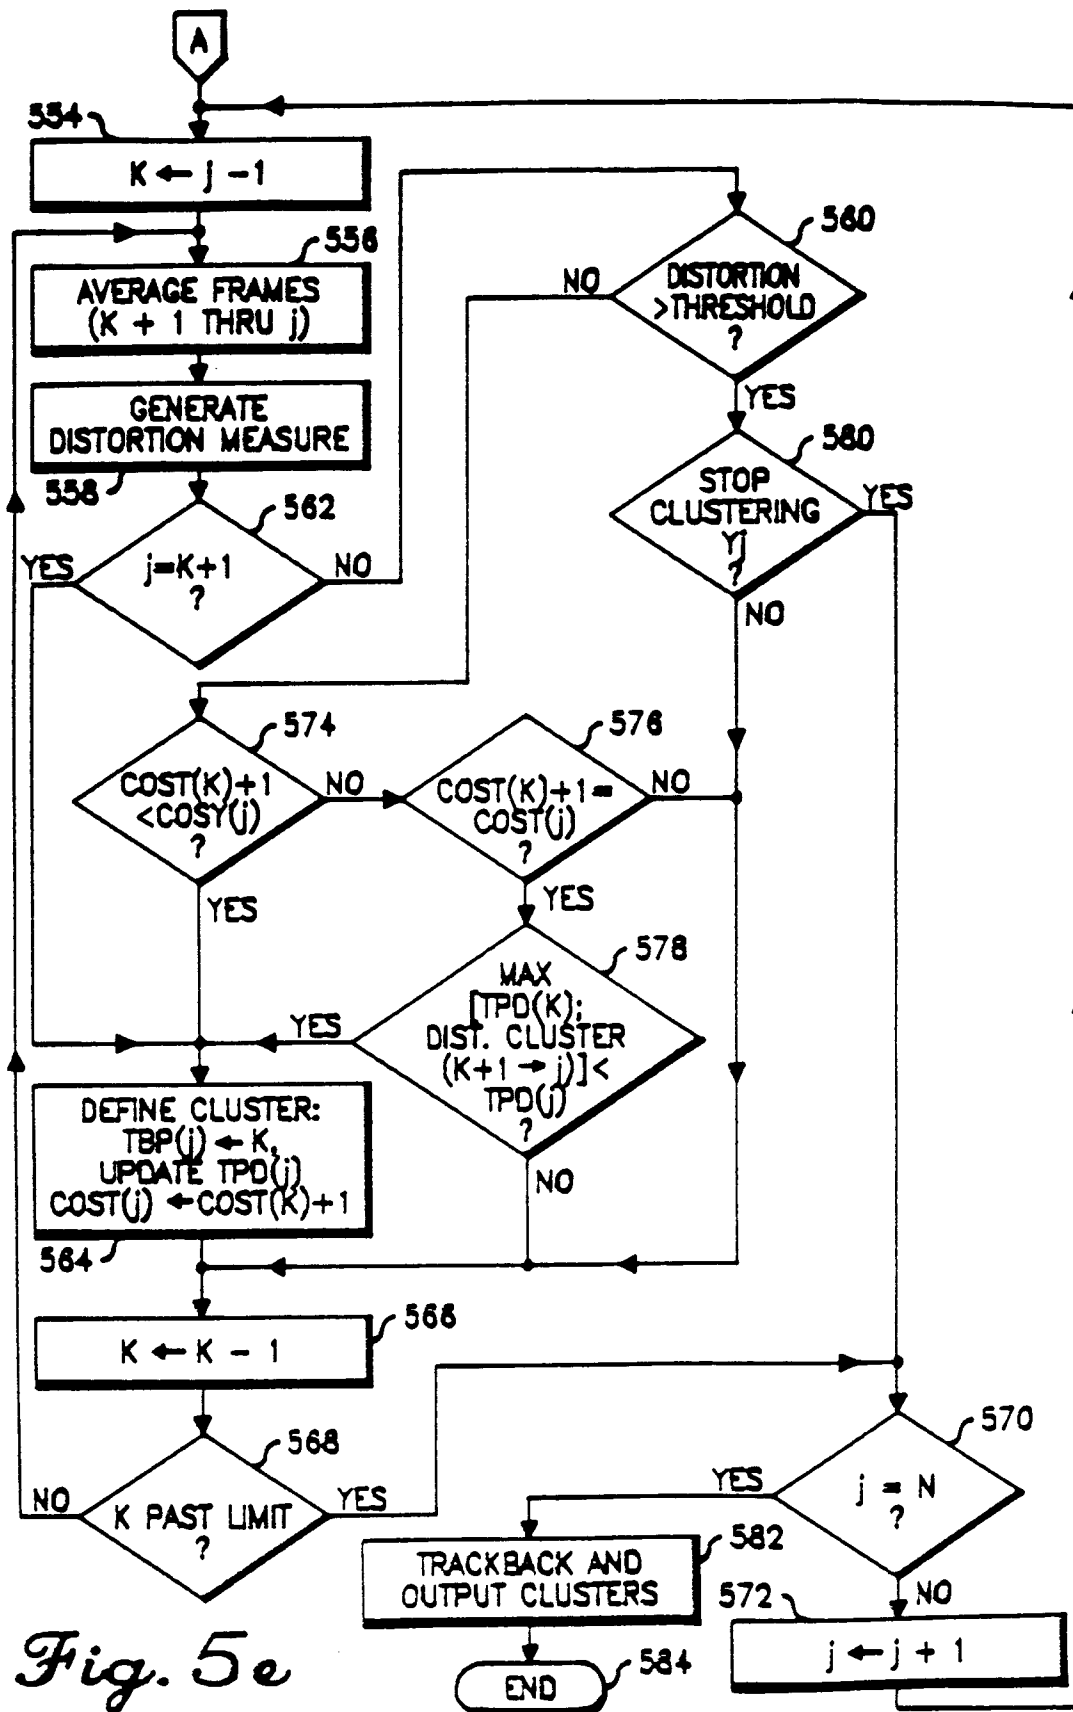 A
554
K ← j - 1
556
AVERAGE FRAMES
(K + 1 THRU j)
GENERATE
DISTORTION MEASURE
558
562
j=K+1
?
YES
NO
560
DISTORTION
>THRESHOLD
?
NO
YES
580
STOP
CLUSTERING
Yj
?
YES
NO
574
COST(K)+1
<COSY(j)
?
NO
YES
576
COST(K)+1=
COST(j)
?
NO
YES
578
MAX
[TPD(K);
DIST. CLUSTER
(K+1 → j)]<
TPD(j)
?
YES
NO
DEFINE CLUSTER:
TBP(j) ← K,
UPDATE TPD(j)
COST(j) ← COST(K)+1
564
566
K ← K - 1
568
K PAST LIMIT
?
NO
YES
570
j = N
?
YES
NO
582
TRACKBACK AND
OUTPUT CLUSTERS
572
j ← j + 1
END
584
Fig. 5e